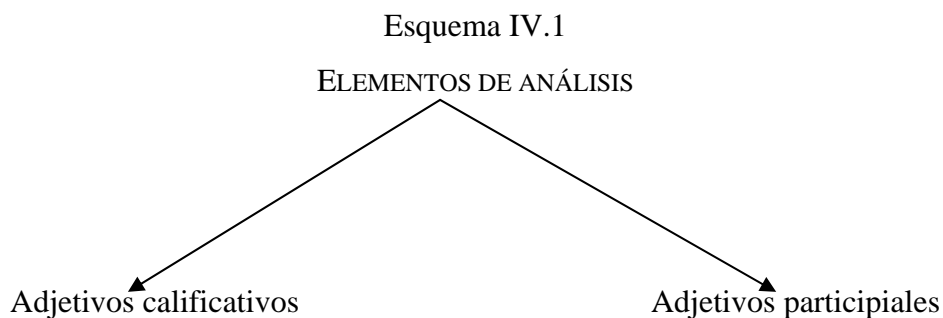 Esquema IV.1
ELEMENTOS DE ANÁLISIS
Adjetivos calificativos
Adjetivos participiales